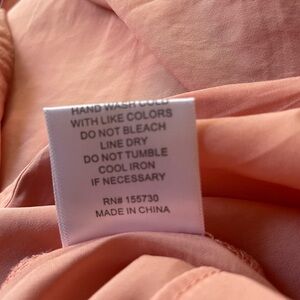 HAND WASH COLD
WITH LIKE COLORS
DO NOT BLEACH
LINE DRY
DO NOT TUMBLE
COOL IRON
IF NECESSARY
RN# 155730
MADE IN CHINA